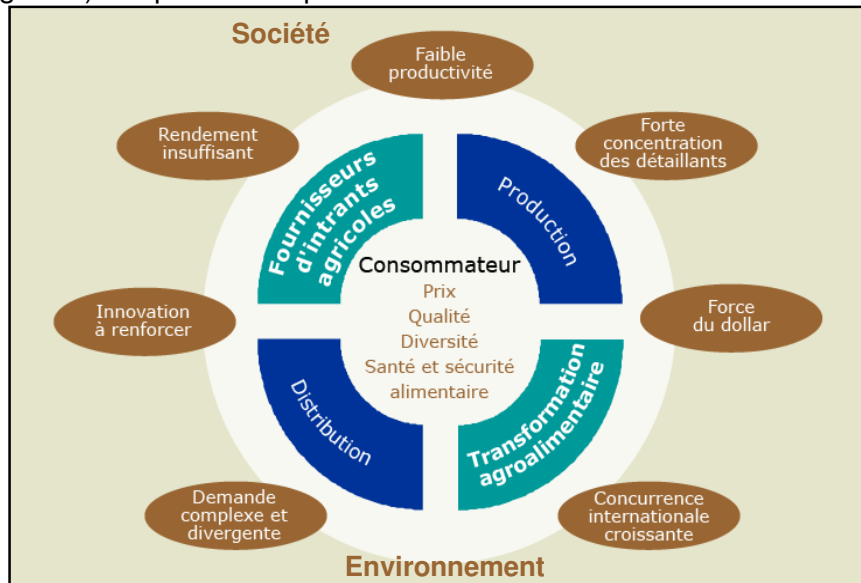 Société
Faible
productivité
Rendement
insuffisant
Forte
concentration
des détaillants
Fournisseurs
d'intrants
agricoles
Production
Consommateur
Prix
Qualité
Diversité
Santé et sécurité
alimentaire
Innovation
à renforcer
Force
du dollar
Distribution
Transformation
agroalimentaire
Demande
complexe et
divergente
Concurrence
internationale
croissante
Environnement